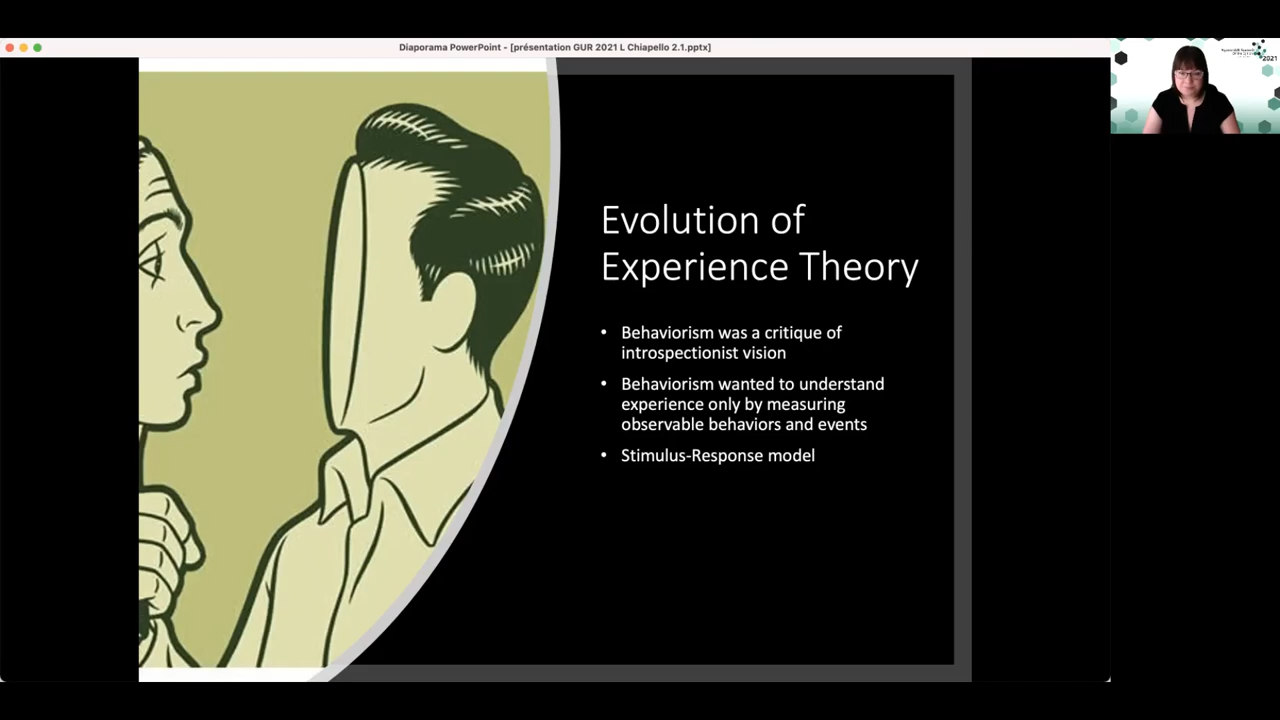 Diaporama PowerPoint - [présentation GUR 2021 L Chiapello 2.1.pptx]
2021
Evolution of
Experience Theory
• Behaviorism was a critique of
introspectionist vision
• Behaviorism wanted to understand
experience only by measuring
observable behaviors and events
• Stimulus-Response model